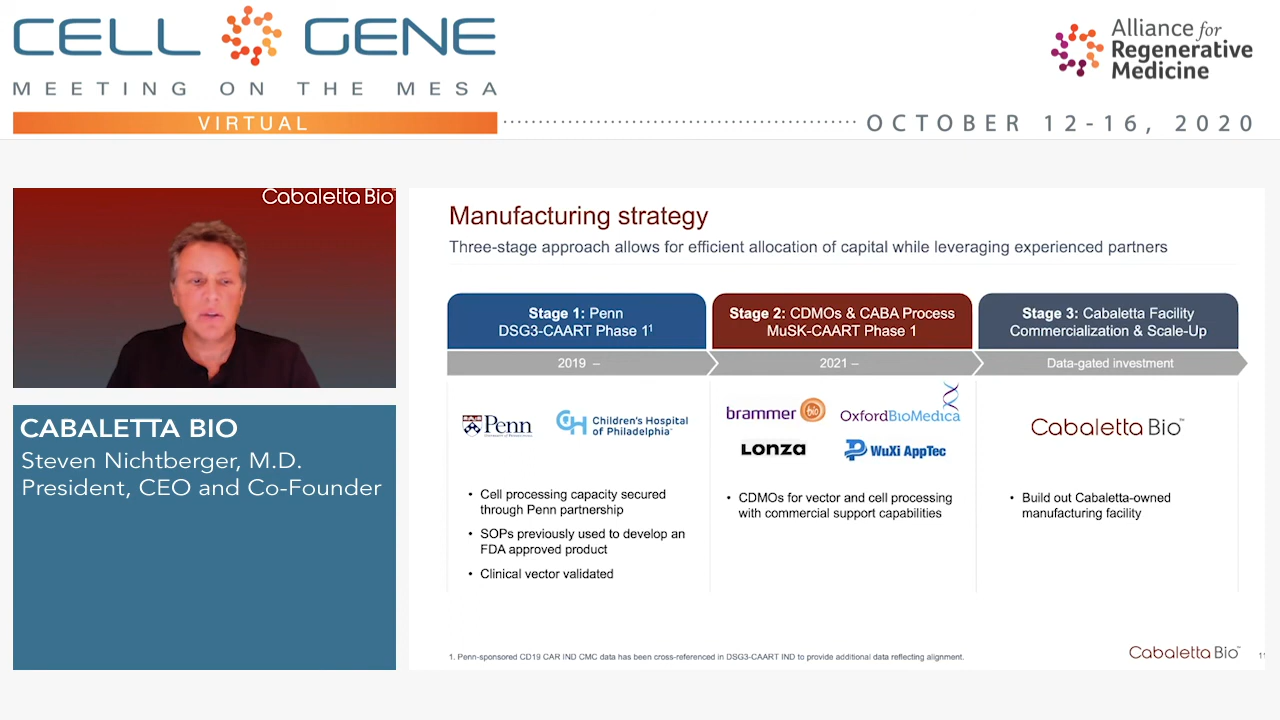 CELL GENE
MEETING ON THE MESA
VIRTUAL
Alliance for
Regenerative
Medicine
OCTOBER 12-16, 2020
Cabaletta Bio
CABALETTA BIO
Steven Nichtberger, M.D.
President, CEO and Co-Founder
Manufacturing strategy
Three-stage approach allows for efficient allocation of capital while leveraging experienced partners
Stage 1: Penn
DSG3-CAART Phase 1¹
2019 –
Penn
Children's Hospital
of Philadelphia
• Cell processing capacity secured
through Penn partnership
• SOPs previously used to develop an
FDA approved product
• Clinical vector validated
Stage 2: CDMOs & CABA Process
MuSK-CAART Phase 1
2021 –
brammer bio
OxfordBioMedica
Lonza
WuXi AppTec
• CDMOs for vector and cell processing
with commercial support capabilities
Stage 3: Cabaletta Facility
Commercialization & Scale-Up
Data-gated investment
Cabaletta Bio™
• Build out Cabaletta-owned
manufacturing facility
1. Penn-sponsored CD19 CAR IND CMC data has been cross-referenced in DSG3-CAART IND to provide additional data reflecting alignment.
Cabaletta Bio™